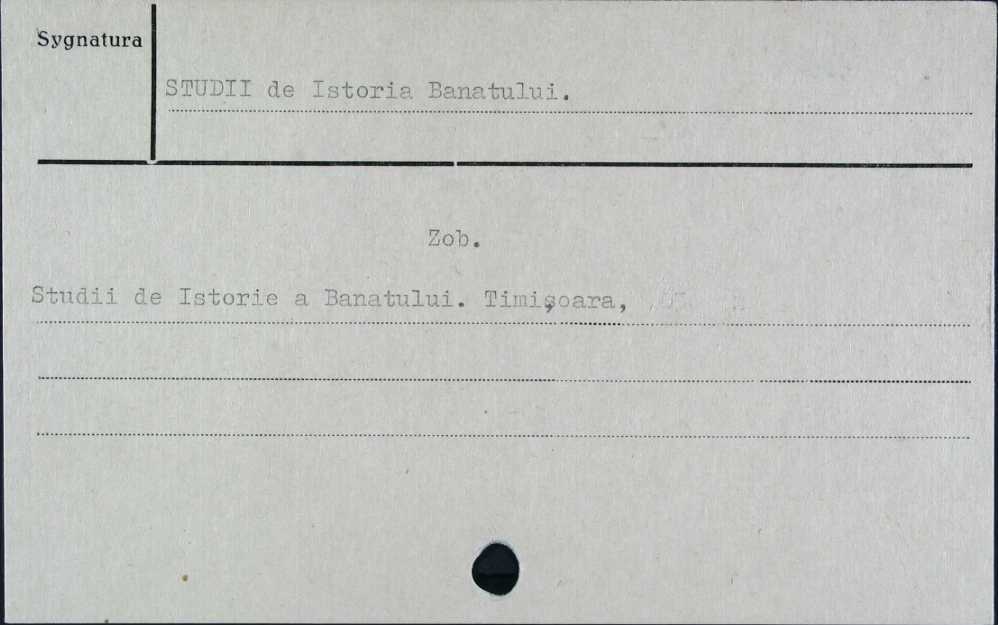 Sygnatura
STUDII de Istoria Banatului.
Zob.
Studii de Istorie a Banatului. Timişoara,